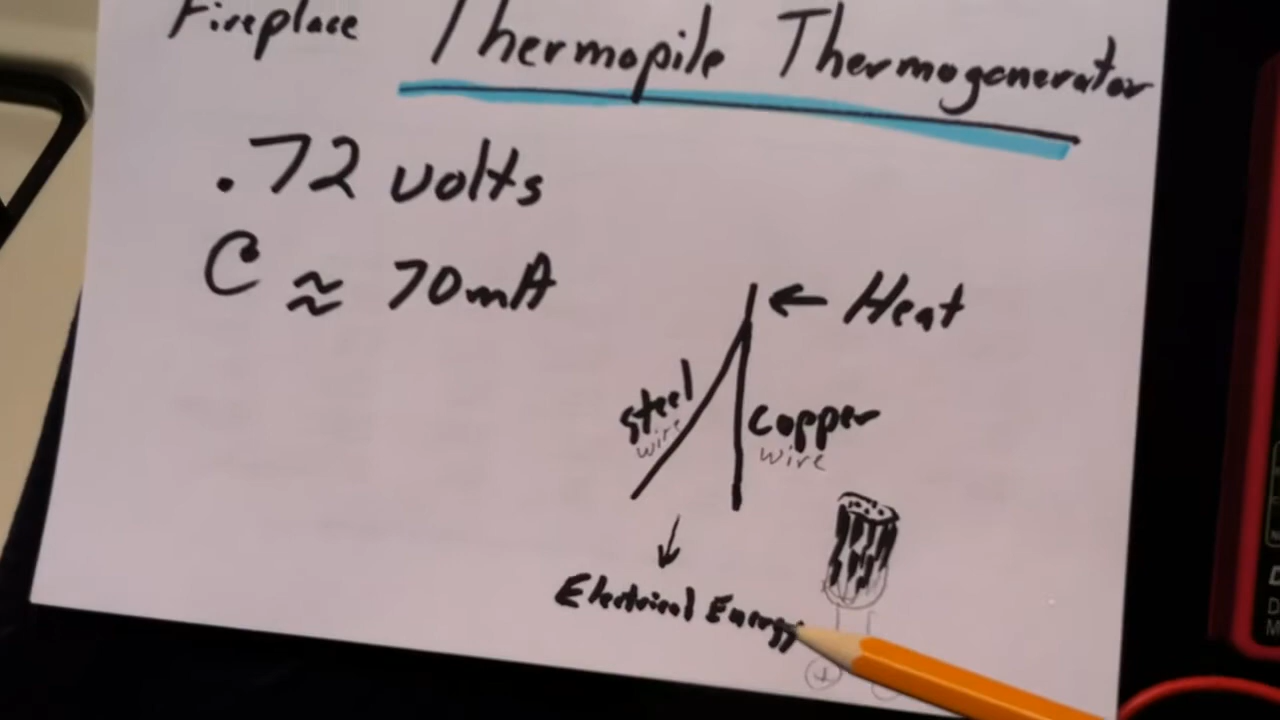 Fireplace Thermopile Thermogenerator
.72 volts
C ≈ 70mA
← Heat
steel
wire
copper
wire
Electrical Energy
+